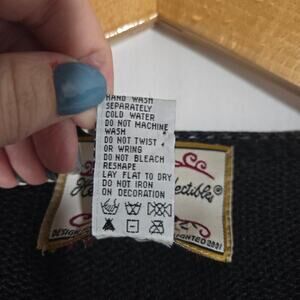 HAND WASH
SEPARATELY
COLD WATER
DO NOT MACHINE
WASH
DO NOT TWIST
OR WRING
DO NOT BLEACH
RESHAPE
LAY FLAT TO DRY
DO NOT IRON
ON DECORATION